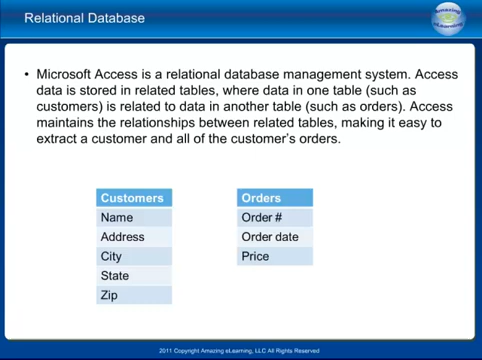 Relational Database
Amazing
eLearning
• Microsoft Access is a relational database management system. Access
data is stored in related tables, where data in one table (such as
customers) is related to data in another table (such as orders). Access
maintains the relationships between related tables, making it easy to
extract a customer and all of the customer's orders.
Customers
Name
Address
City
State
Zip
Orders
Order #
Order date
Price
2011 Copyright Amazing eLearning, LLC All Rights Reserved